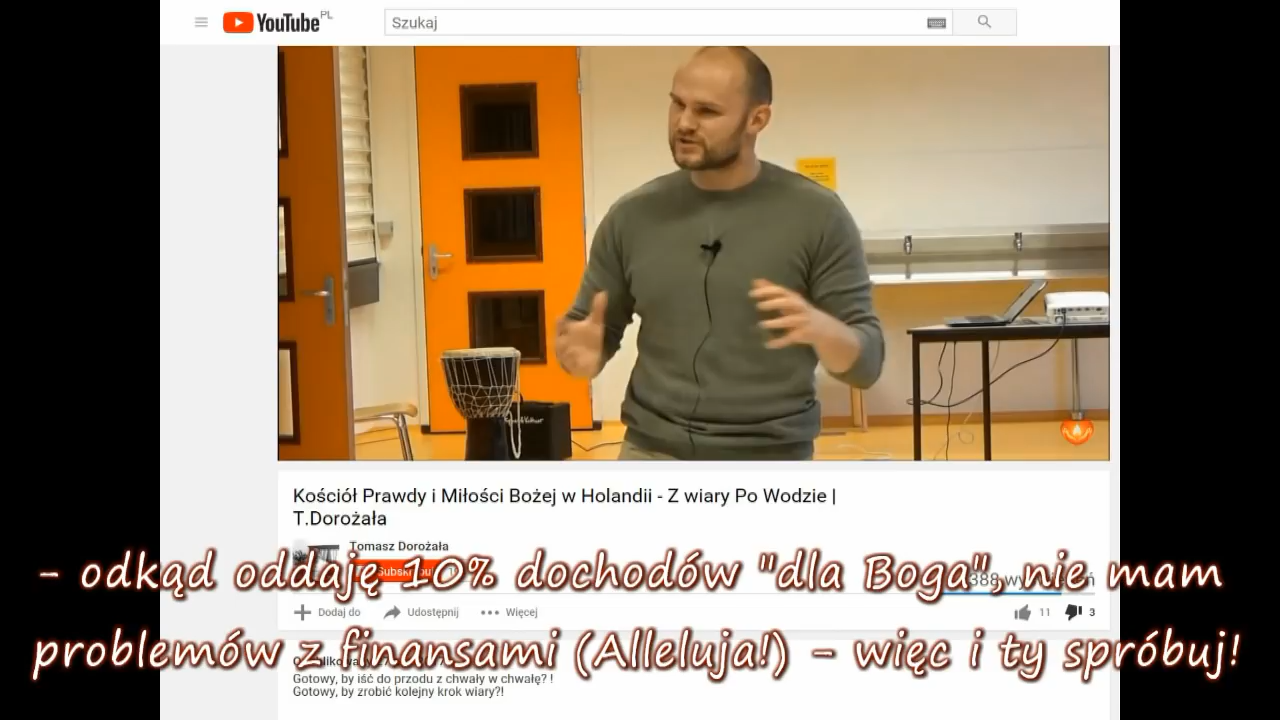 YouTube PL
Szukaj
Kościół Prawdy i Miłości Bożej w Holandii - Z wiary Po Wodzie |
T.Dorożała
Tomasz Dorożała
- odkąd oddaję 10% dochodów "dla Boga", nie mam
Dodaj do Udostępnij Więcej 11 3
problemów z finansami (Alleluja!) - więc i ty spróbuj!
Gotowy, by iść do przodu z chwały w chwałę? !
Gotowy, by zrobić kolejny krok wiary?!